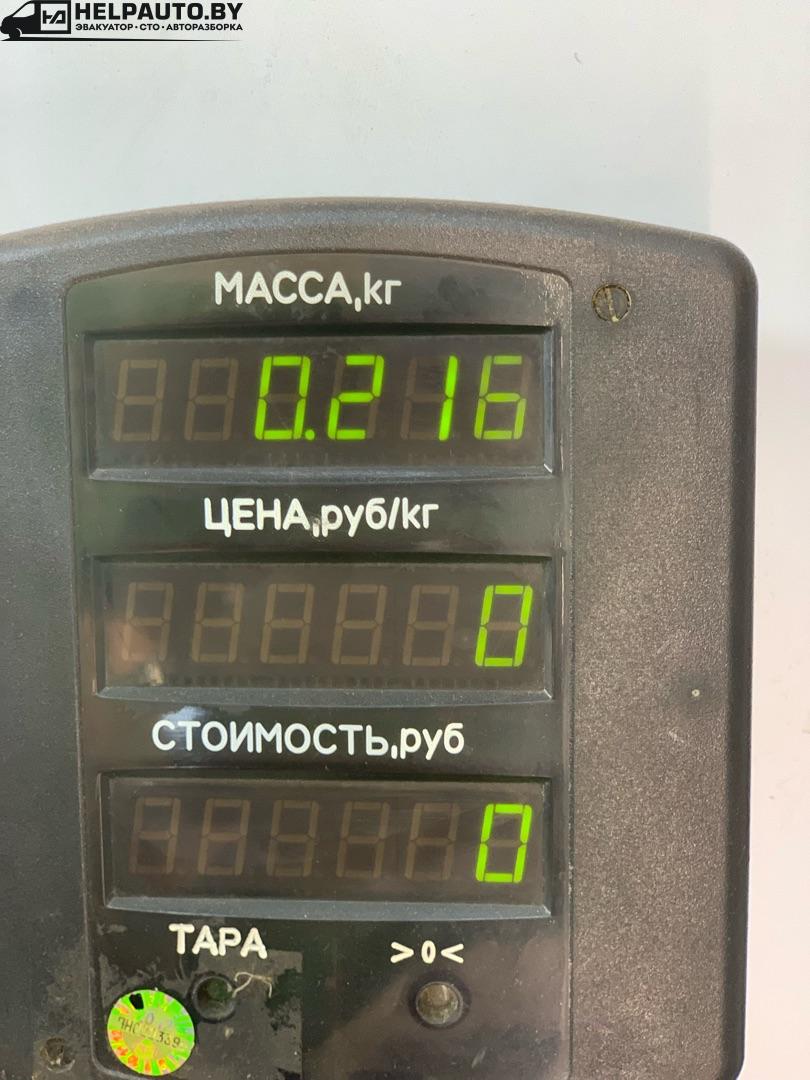 HELPAUTO.BY
ЭВАКУАТОР • СТО • АВТОРАЗБОРКА
МАССА,кг
0.216
ЦЕНА,руб/кг
0
СТОИМОСТЬ,руб
0
ТАРА >0<